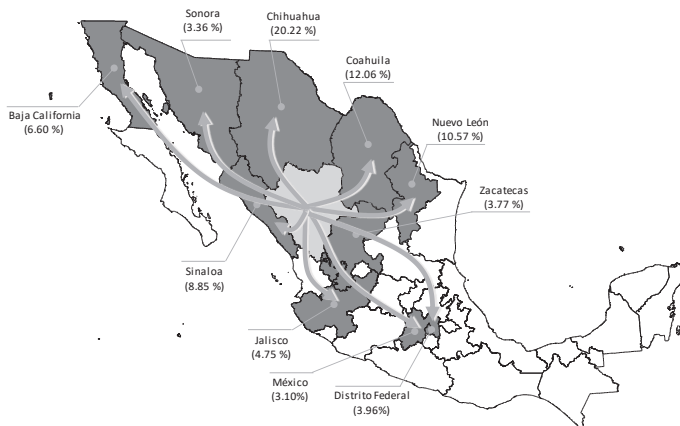 Sonora
(3.36 %)
Chihuahua
(20.22 %)
Coahuila
(12.06 %)
Baja California
(6.60 %)
Nuevo León
(10.57 %)
Zacatecas
(3.77 %)
Sinaloa
(8.85 %)
Jalisco
(4.75 %)
México
(3.10%)
Distrito Federal
(3.96%)